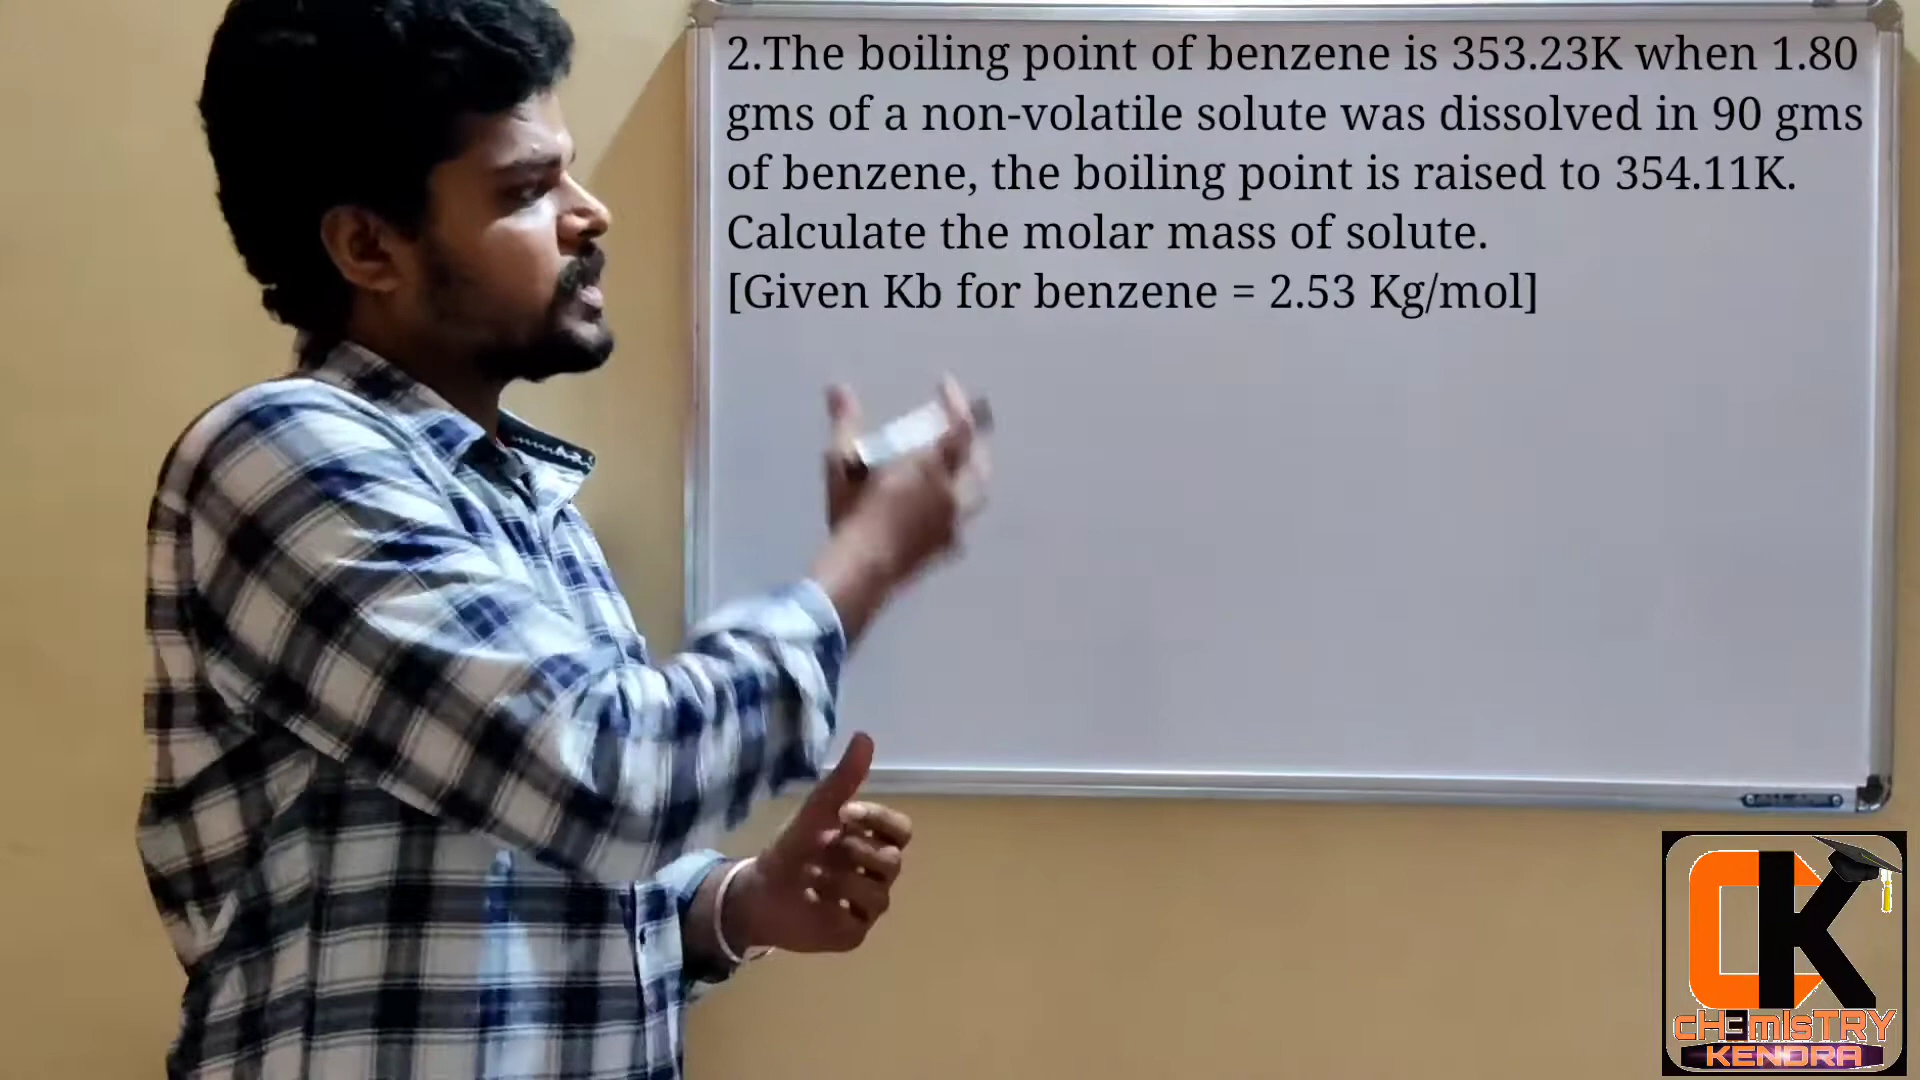 2.The boiling point of benzene is 353.23K when 1.80
gms of a non-volatile solute was dissolved in 90 gms
of benzene, the boiling point is raised to 354.11K.
Calculate the molar mass of solute.
[Given Kb for benzene = 2.53 Kg/mol]
CK
cH3mIsTRY
KENDRA